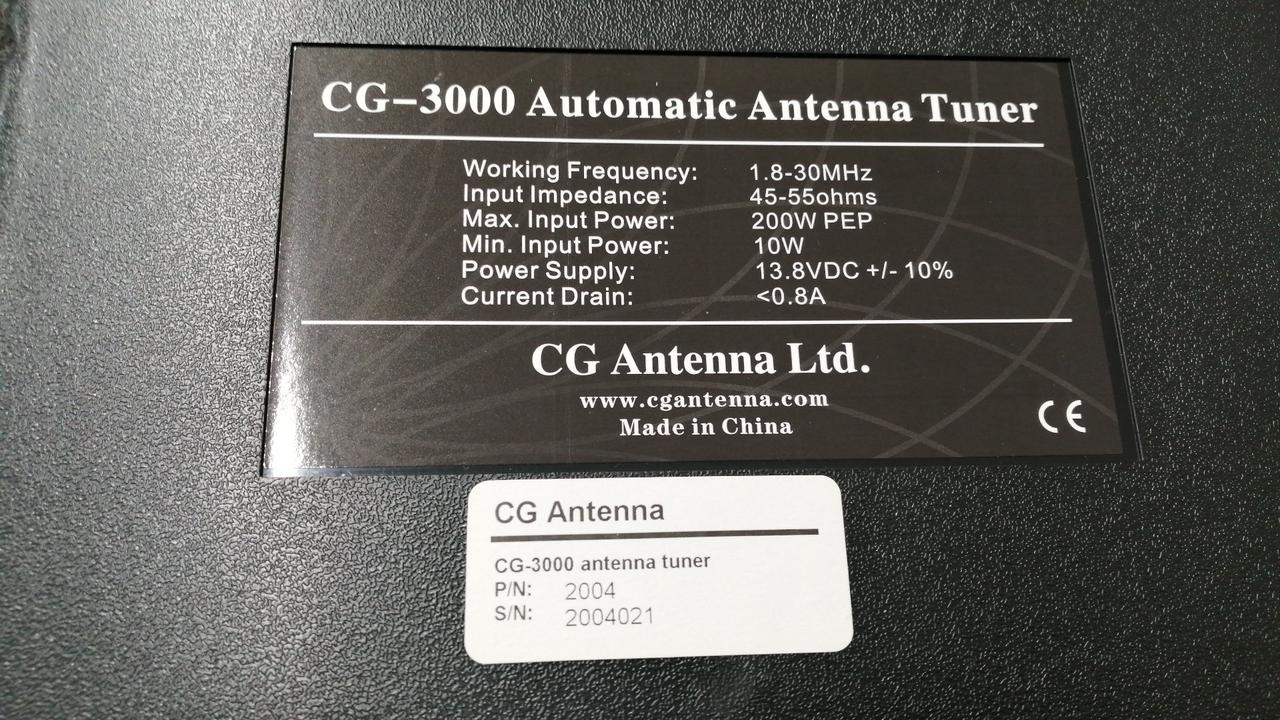 CG-3000 Automatic Antenna Tuner
Working Frequency: 1.8-30MHz
Input Impedance: 45-55ohms
Max. Input Power: 200W PEP
Min. Input Power: 10W
Power Supply: 13.8VDC +/- 10%
Current Drain: <0.8A
CG Antenna Ltd.
www.cgantenna.com
Made in China
CE
CG Antenna
CG-3000 antenna tuner
P/N: 2004
S/N: 2004021